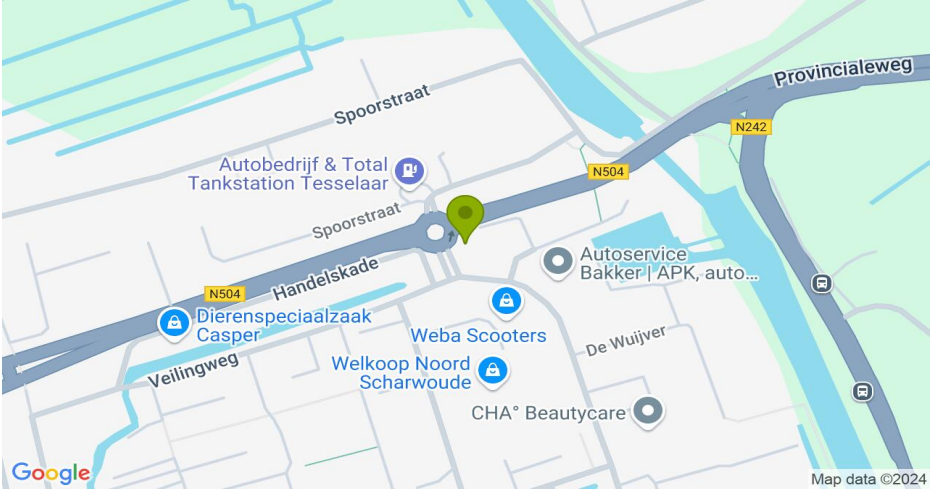 Provincialeweg
Spoorstraat
N242
Autobedrijf & Total
Tankstation Tesselaar
N504
Spoorstraat
Autoservice
Bakker | APK, auto...
Handelskade
N504
Dierenspeciaalzaak
Casper
Weba Scooters
De Wuijver
Veilingweg
Welkoop Noord
Scharwoude
CHA° Beautycare
Google
Map data ©2024